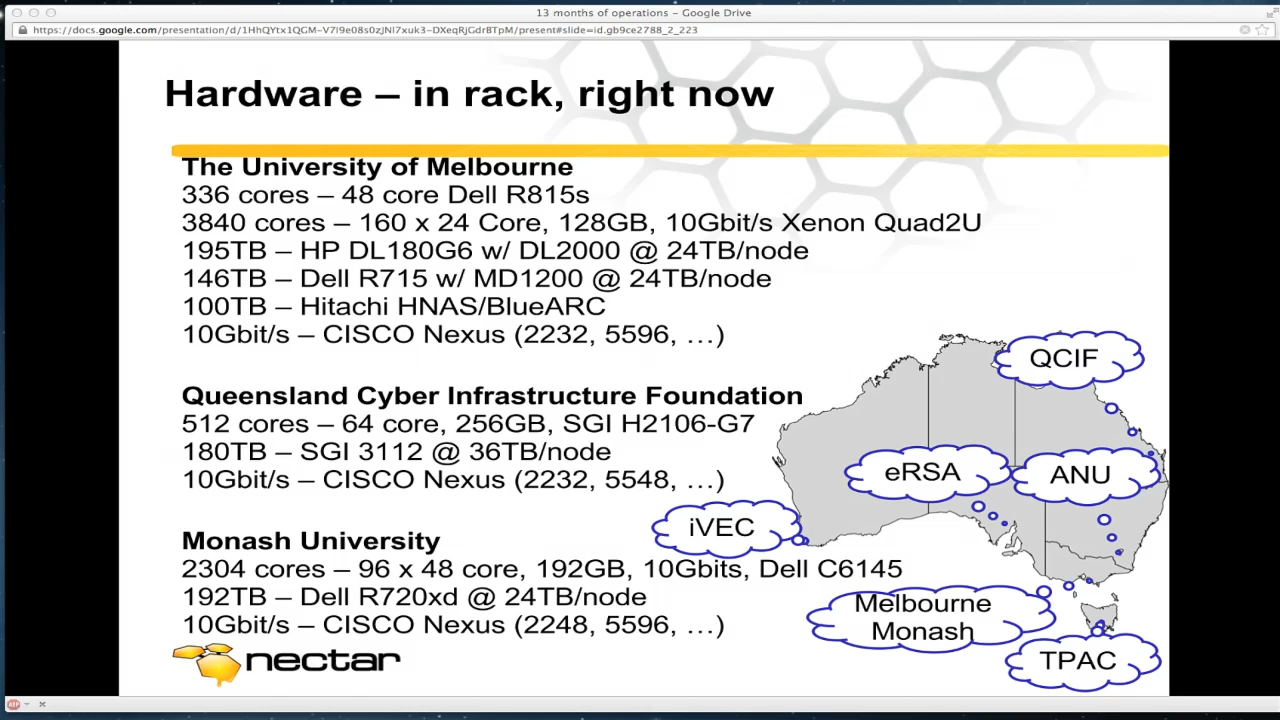 13 months of operations - Google Drive
https://docs.google.com/presentation/d/1HhQYtx1QGM-V7I9e08s0zJNl7xuk3-DXeqRjGdrBTpM/present#slide=id.gb9ce2788_2_223
Hardware – in rack, right now
The University of Melbourne
336 cores – 48 core Dell R815s
3840 cores – 160 x 24 Core, 128GB, 10Gbit/s Xenon Quad2U
195TB – HP DL180G6 w/ DL2000 @ 24TB/node
146TB – Dell R715 w/ MD1200 @ 24TB/node
100TB – Hitachi HNAS/BlueARC
10Gbit/s – CISCO Nexus (2232, 5596, …)
Queensland Cyber Infrastructure Foundation
512 cores – 64 core, 256GB, SGI H2106-G7
180TB – SGI 3112 @ 36TB/node
10Gbit/s – CISCO Nexus (2232, 5548, …)
Monash University
2304 cores – 96 x 48 core, 192GB, 10Gbits, Dell C6145
192TB – Dell R720xd @ 24TB/node
10Gbit/s – CISCO Nexus (2248, 5596, …)
QCIF
eRSA
ANU
iVEC
Melbourne
Monash
TPAC
nectar
ABP